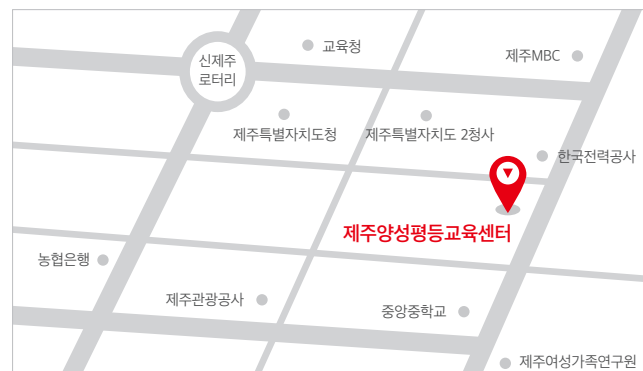 교육청
제주MBC
신제주
로터리
제주특별자치도청
제주특별자치도 2청사
한국전력공사
제주양성평등교육센터
농협은행
제주관광공사
중앙중학교
제주여성가족연구원